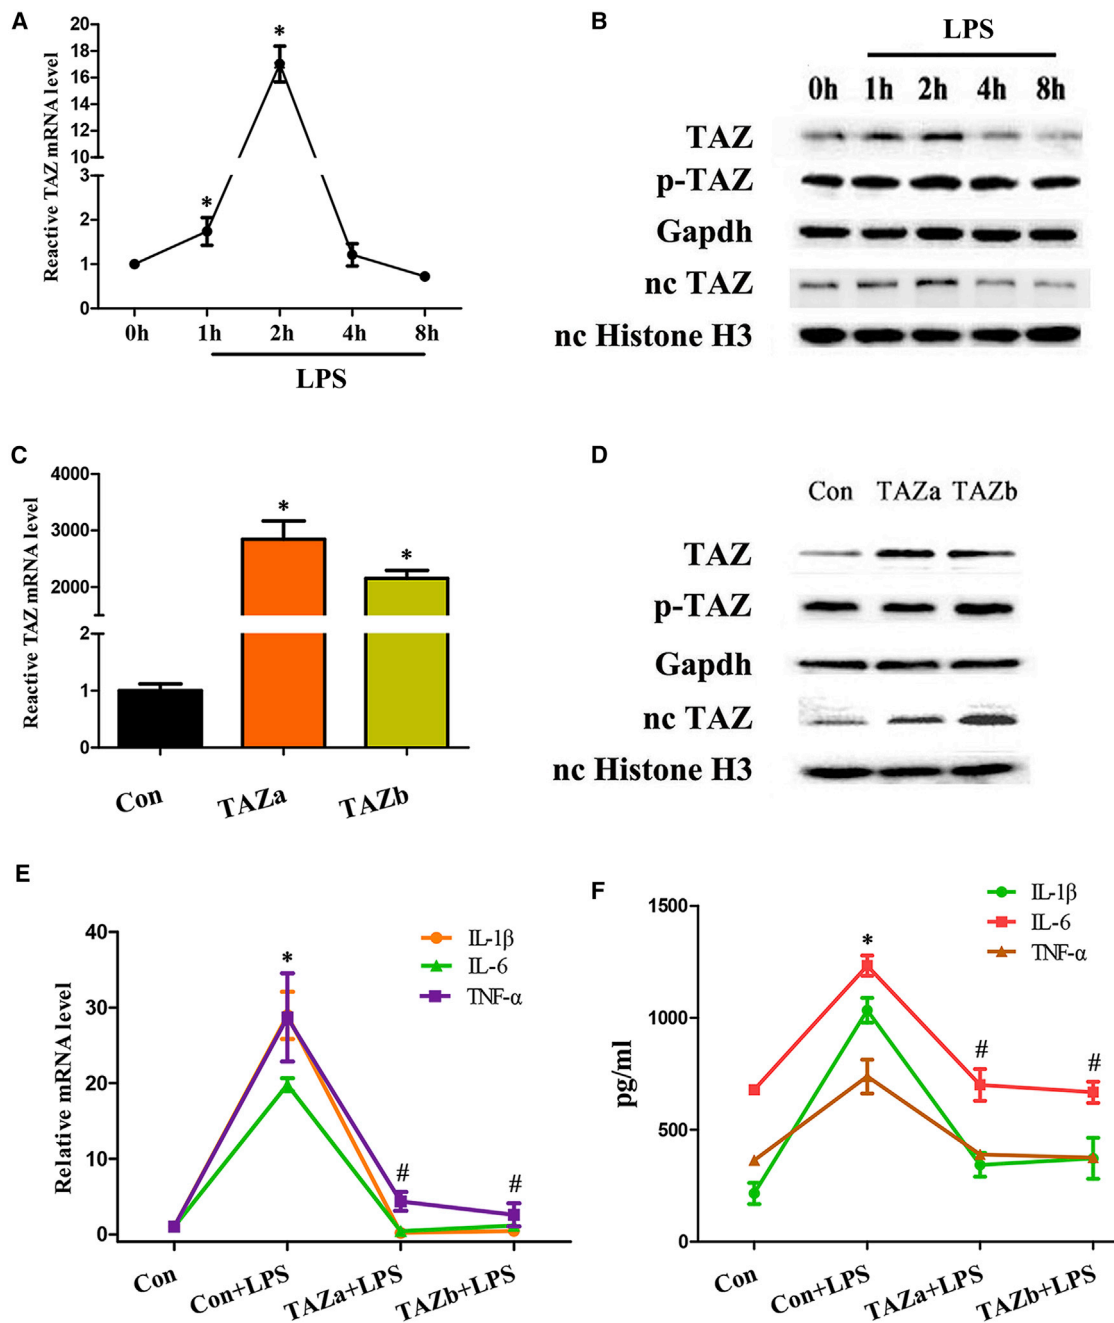 A
Reactive TAZ mRNA level
20
18
16
14
12
10
3
2
1
0
*
*
0h 1h 2h 4h 8h
LPS
B
LPS
0h 1h 2h 4h 8h
TAZ
p-TAZ
Gapdh
nc TAZ
nc Histone H3
C
Reactive TAZ mRNA level
4000
3000
2000
2
1
0
*
*
Con TAZa TAZb
D
Con TAZa TAZb
TAZ
p-TAZ
Gapdh
nc TAZ
nc Histone H3
E
Relative mRNA level
40
30
20
10
0
IL-1β
IL-6
TNF-α
*
#
#
Con Con+LPS TAZa+LPS TAZb+LPS
F
pg/ml
1500
1000
500
0
IL-1β
IL-6
TNF-α
*
#
#
Con Con+LPS TAZa+LPS TAZb+LPS